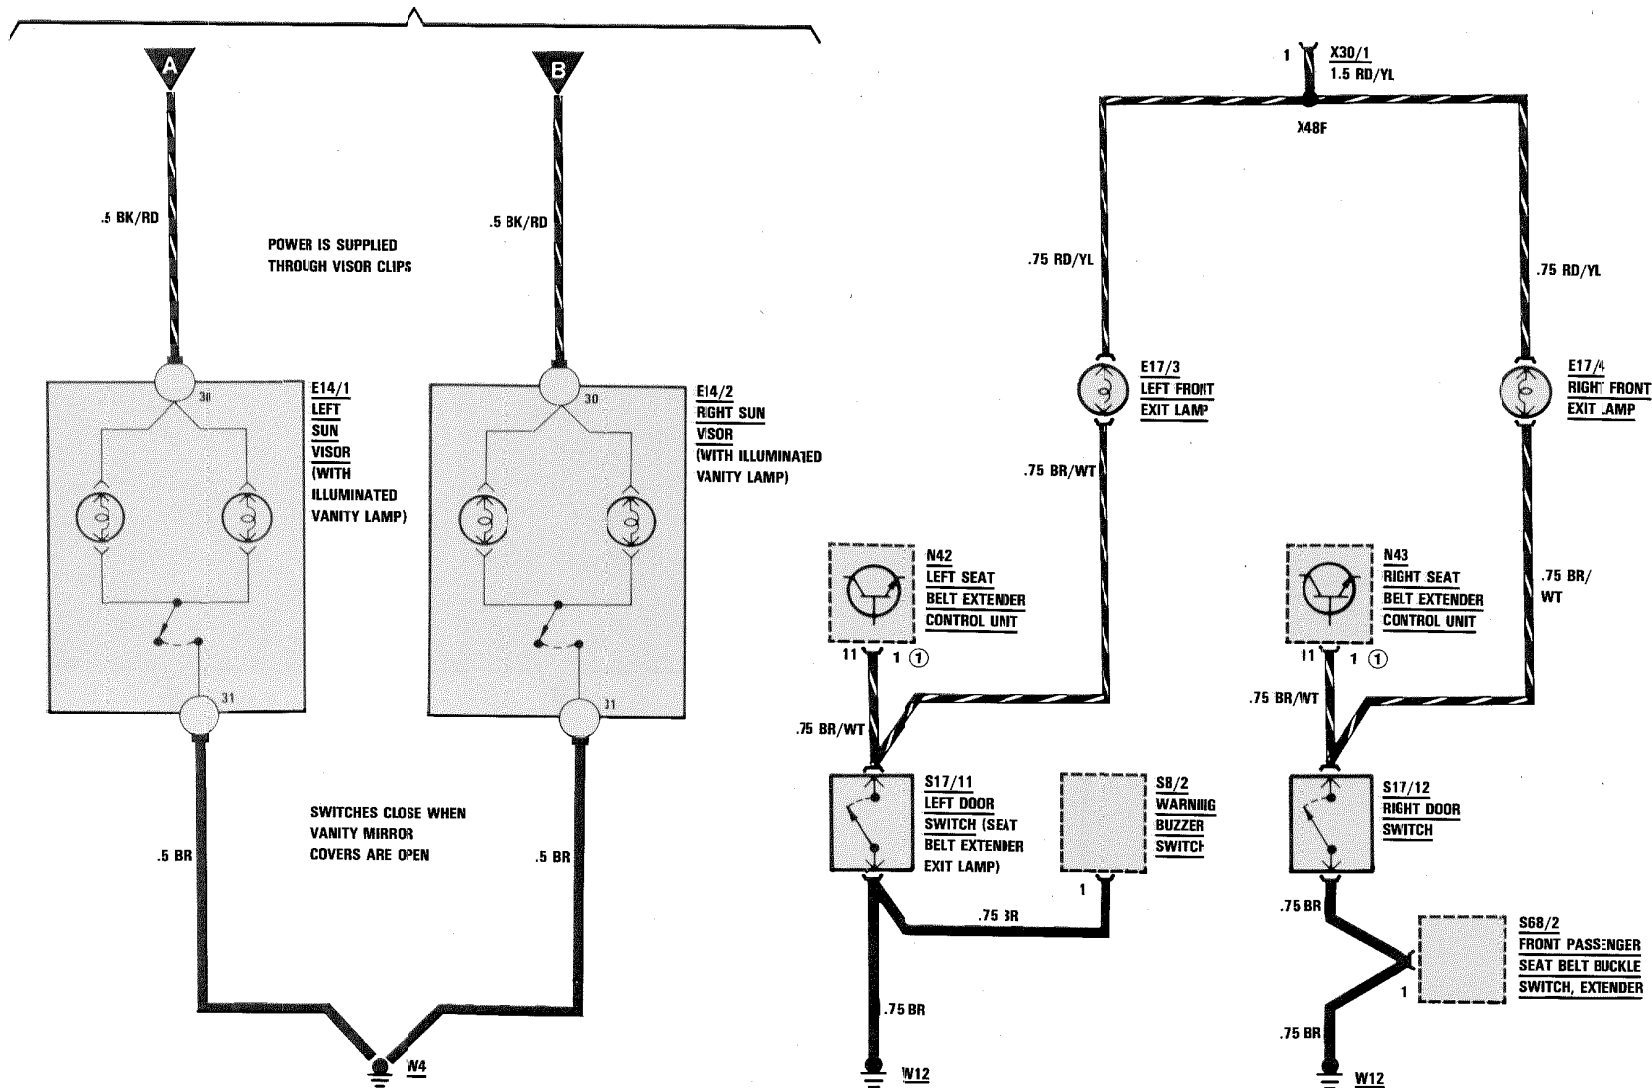 A
B
1
X30/1
1.5 RD/YL
X48F
.5 BK/RD
.5 BK/RD
POWER IS SUPPLIED
THROUGH VISOR CLIPS
.75 RD/YL
.75 RD/YL
30
E14/1
LEFT
SUN
VISOR
(WITH
ILLUMINATED
VANITY LAMP)
30
E14/2
RIGHT SUN
VISOR
(WITH ILLUMINATED
VANITY LAMP)
E17/3
LEFT FRONT
EXIT LAMP
E17/4
RIGHT FRONT
EXIT LAMP
.75 BR/WT
.75 BR/
WT
N42
LEFT SEAT
BELT EXTENDER
CONTROL UNIT
11
1
1
N43
RIGHT SEAT
BELT EXTENDER
CONTROL UNIT
11
1
1
31
31
.75 BR/WT
.75 BR/WT
SWITCHES CLOSE WHEN
VANITY MIRROR
COVERS ARE OPEN
.5 BR
.5 BR
S17/11
LEFT DOOR
SWITCH (SEAT
BELT EXTENDER
EXIT LAMP)
S8/2
WARNING
BUZZER
SWITCH
1
S17/12
RIGHT DOOR
SWITCH
.75 BR
.75 BR
S68/2
FRONT PASSENGER
SEAT BELT BUCKLE
SWITCH, EXTENDER
1
.75 BR
.75 BR
W4
W12
W12